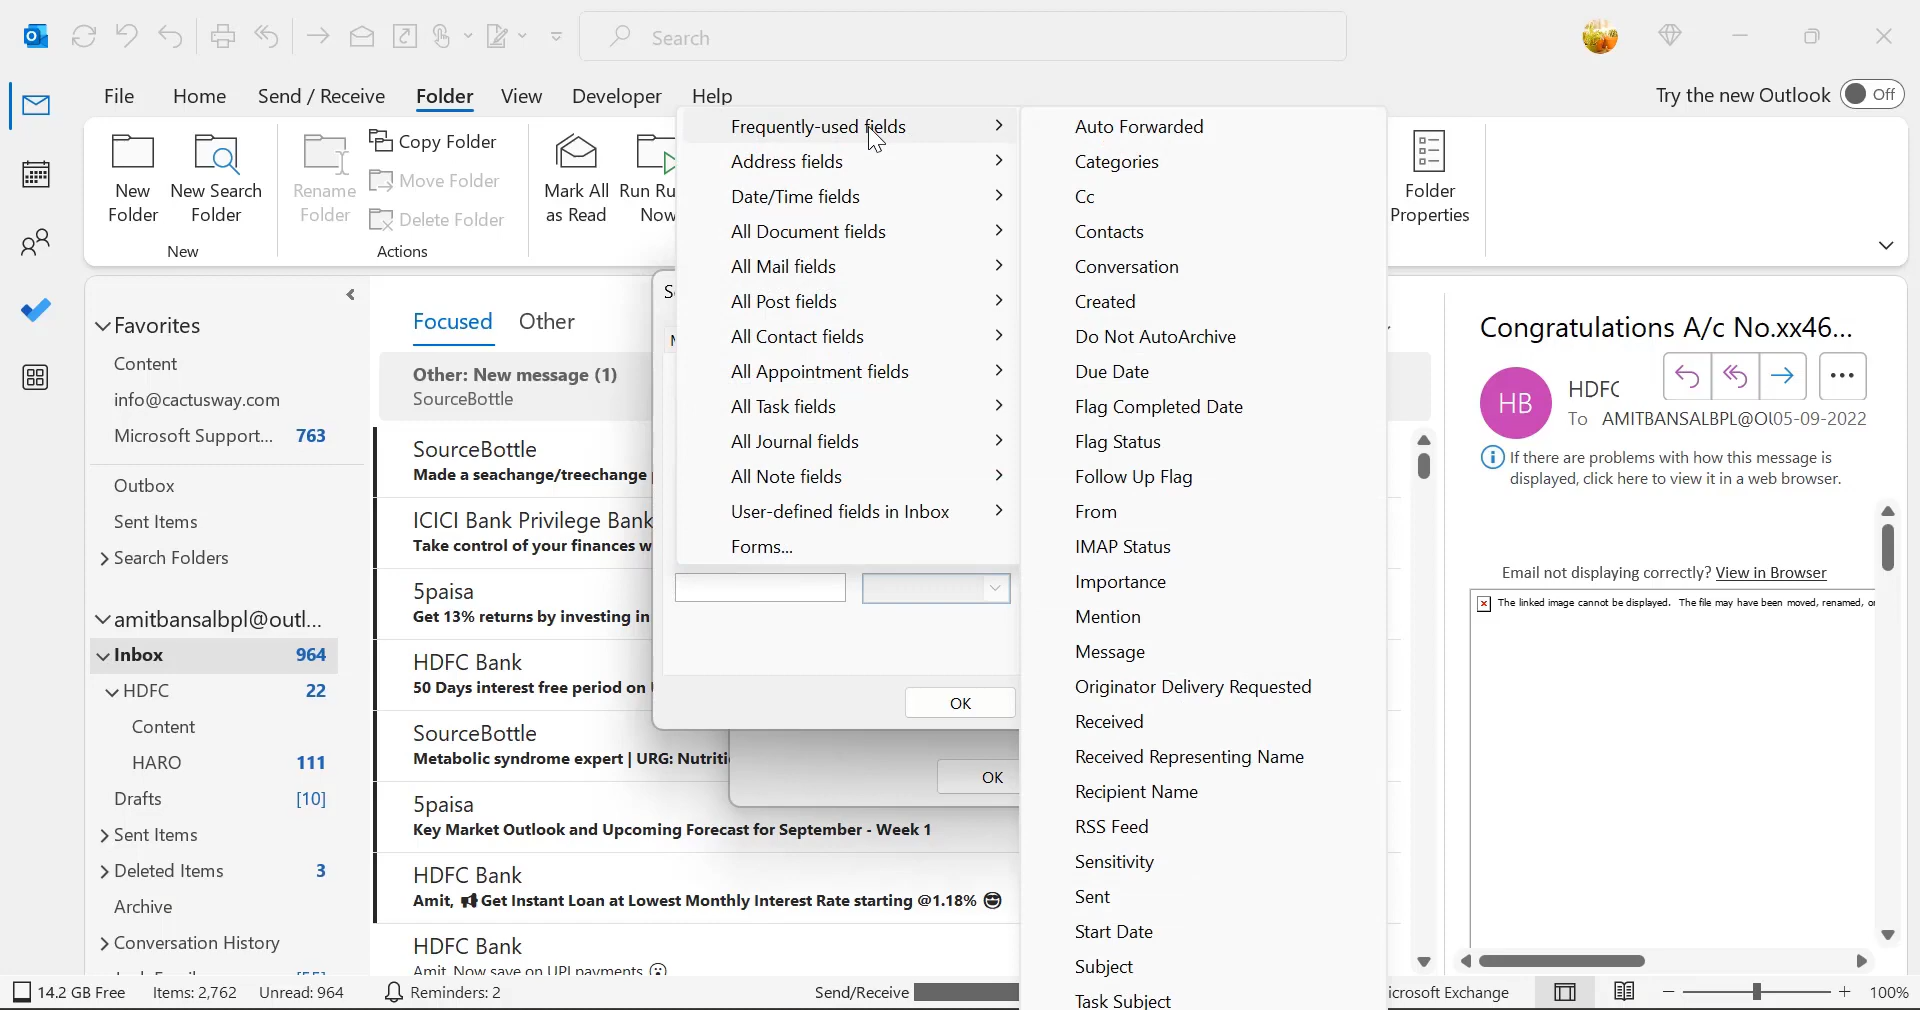 Search
File Home Send / Receive Folder View Developer Help
Try the new Outlook Off
New Folder
New Search Folder
New
Rename Folder
Copy Folder
Move Folder
Delete Folder
Actions
Mark All as Read
Run Ru
Now
Folder Properties
Favorites
Content
info@cactusway.com
Microsoft Support... 763
Outbox
Sent Items
Search Folders
amitbansalbpl@outl...
Inbox 964
HDFC 22
Content
HARO 111
Drafts [10]
Sent Items
Deleted Items 3
Archive
Conversation History
Focused Other
Other: New message (1)
SourceBottle
SourceBottle
Made a seachange/treechange
ICICI Bank Privilege Bank
Take control of your finances w
5paisa
Get 13% returns by investing in
HDFC Bank
50 Days interest free period on
SourceBottle
Metabolic syndrome expert | URG: Nutriti
5paisa
Key Market Outlook and Upcoming Forecast for September - Week 1
HDFC Bank
Amit, 📢 Get Instant Loan at Lowest Monthly Interest Rate starting @1.18% 😎
HDFC Bank
Amit, Now save on UPI payments
Frequently-used fields
Address fields
Date/Time fields
All Document fields
All Mail fields
All Post fields
All Contact fields
All Appointment fields
All Task fields
All Journal fields
All Note fields
User-defined fields in Inbox
Forms...
OK
OK
Auto Forwarded
Categories
Cc
Contacts
Conversation
Created
Do Not AutoArchive
Due Date
Flag Completed Date
Flag Status
Follow Up Flag
From
IMAP Status
Importance
Mention
Message
Originator Delivery Requested
Received
Received Representing Name
Recipient Name
RSS Feed
Sensitivity
Sent
Start Date
Subject
Task Subject
Congratulations A/c No.xx46...
HB
HDFC
To AMITBANSALBPL@O 05-09-2022
If there are problems with how this message is
displayed, click here to view it in a web browser.
Email not displaying correctly? View in Browser
The linked image cannot be displayed. The file may have been moved, renamed, o
14.2 GB Free Items: 2,762 Unread: 964 Reminders: 2 Send/Receive icrosoft Exchange 100%